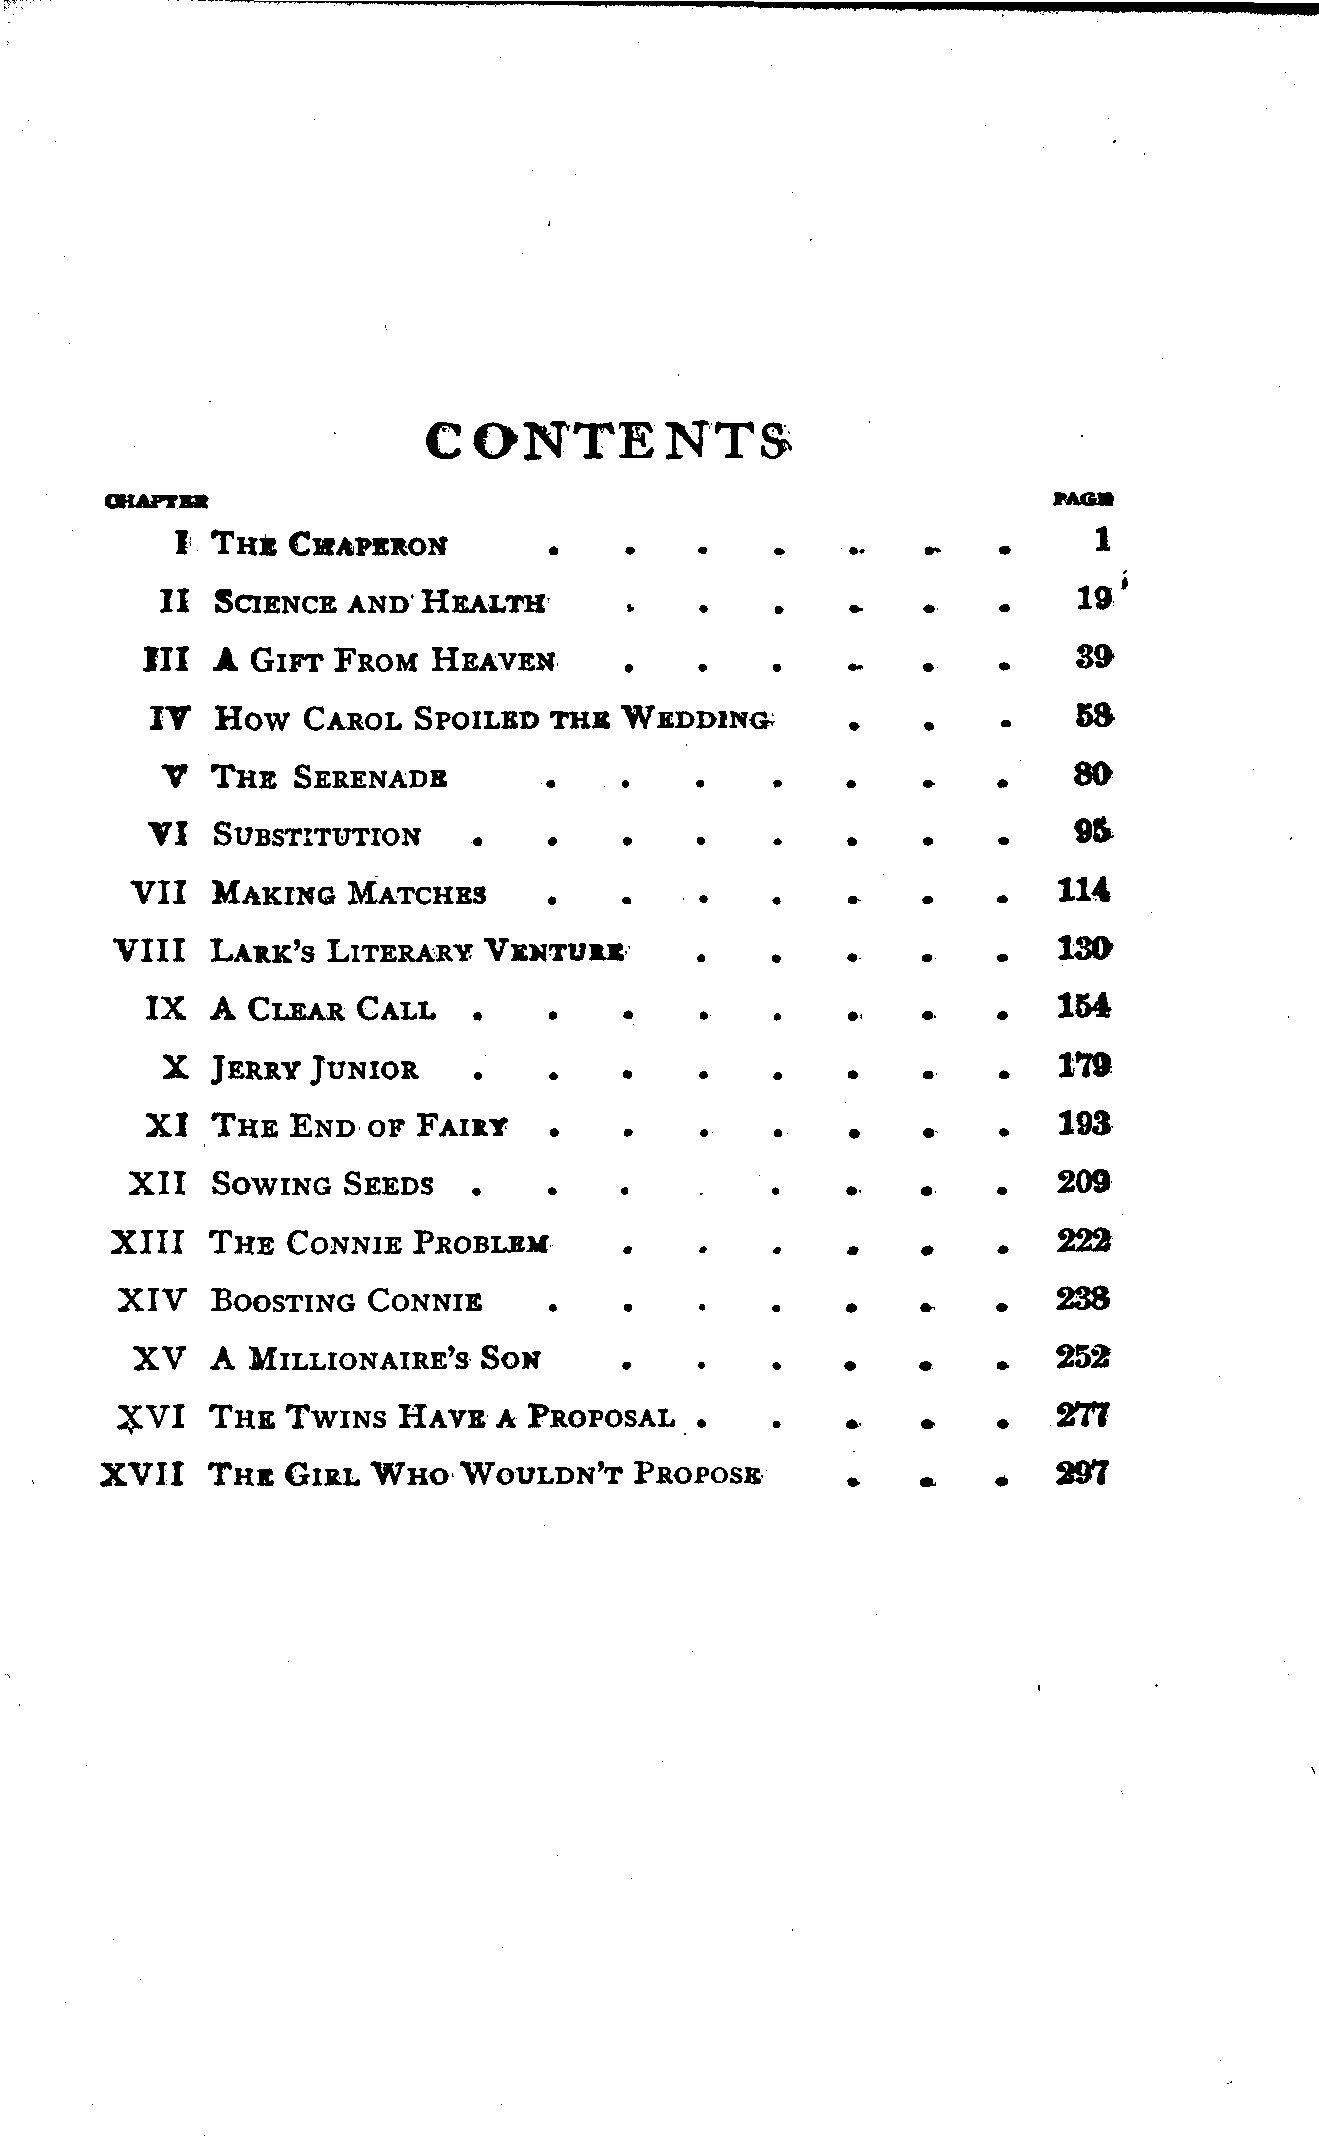 CONTENTS
CHAPTER PAGE
I THE CHAPERON . . . . . . . 1
II SCIENCE AND HEALTH . . . . . . 19
III A GIFT FROM HEAVEN . . . . . . 39
IV HOW CAROL SPOILED THE WEDDING . . . 58
V THE SERENADE . . . . . . . 80
VI SUBSTITUTION . . . . . . . . 95
VII MAKING MATCHES . . . . . . . 114
VIII LARK'S LITERARY VENTURE . . . . . 130
IX A CLEAR CALL . . . . . . . . 154
X JERRY JUNIOR . . . . . . . . 179
XI THE END OF FAIRY . . . . . . . 193
XII SOWING SEEDS . . . . . . . . 209
XIII THE CONNIE PROBLEM . . . . . . 222
XIV BOOSTING CONNIE . . . . . . . 238
XV A MILLIONAIRE'S SON . . . . . . 252
XVI THE TWINS HAVE A PROPOSAL . . . . . 277
XVII THE GIRL WHO WOULDN'T PROPOSE . . . 297